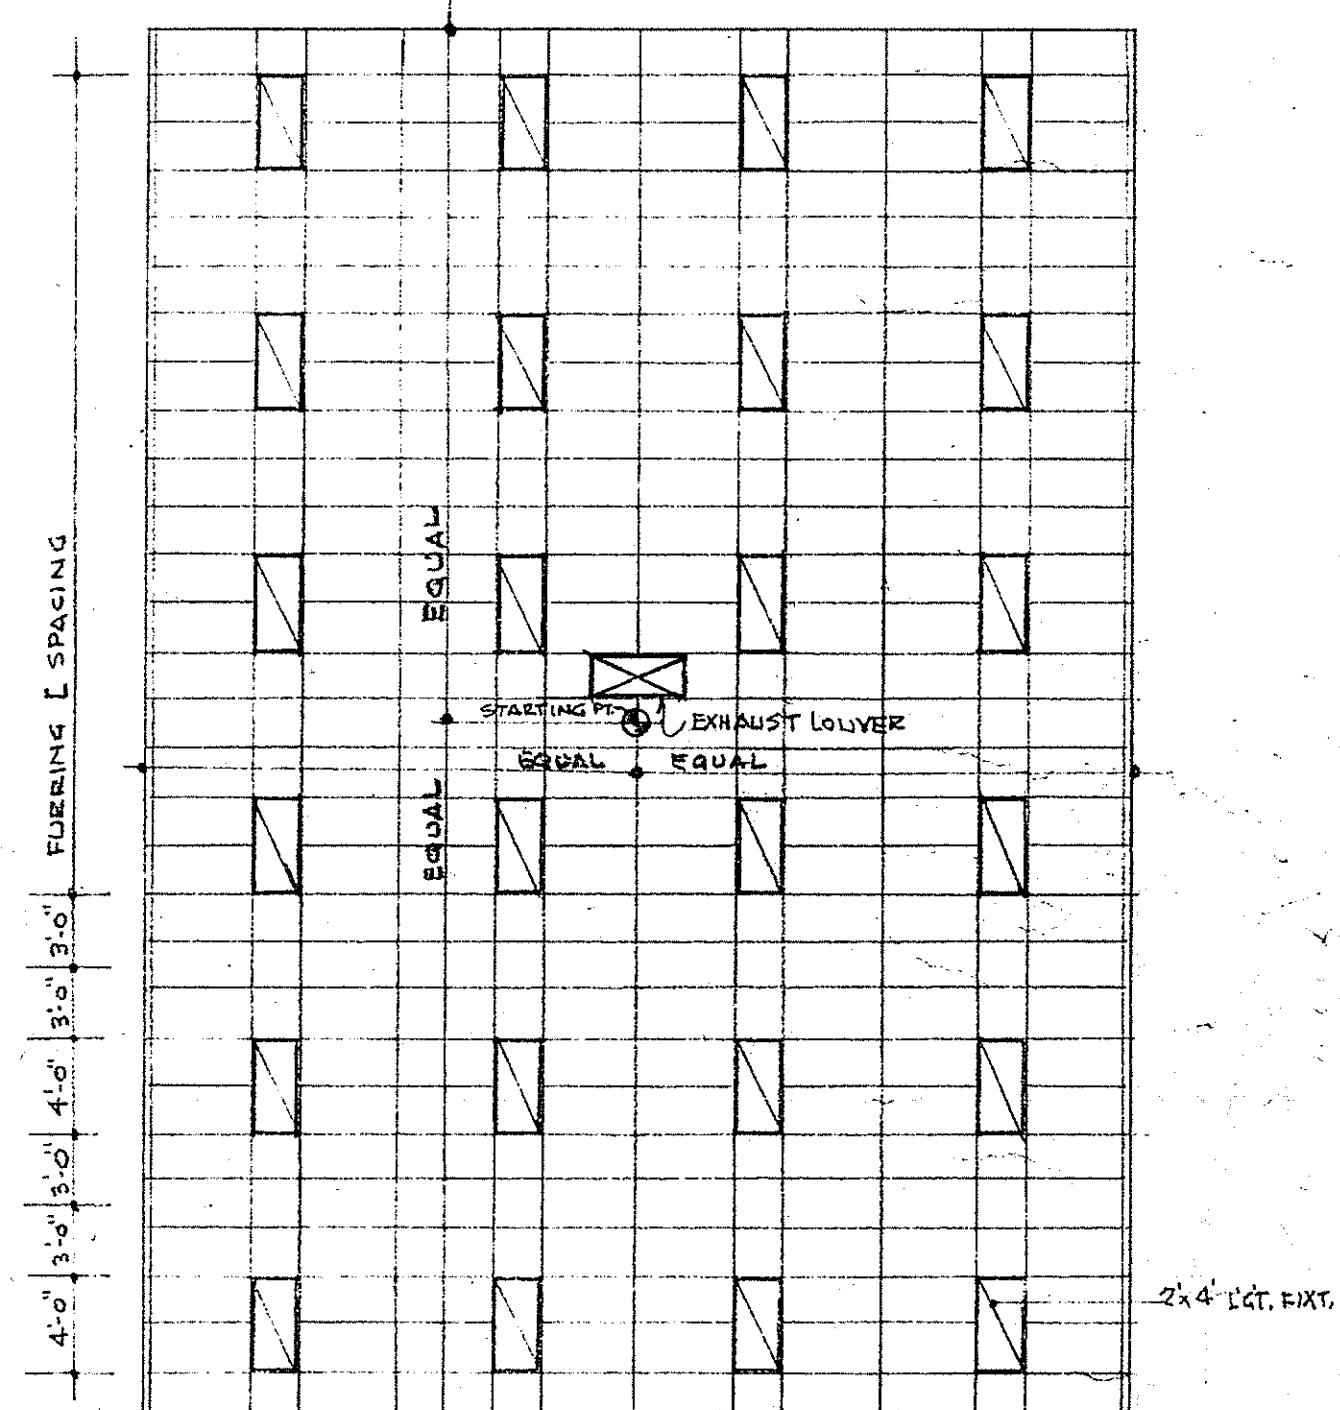 FURRING [ SPACING
EQUAL
STARTING PT.
EXHAUST LOUVER
EQUAL EQUAL
EQUAL
3'-0"
3'-0"
4'-0"
3'-0"
3'-0"
4'-0"
2'x4' LGT. FIXT.